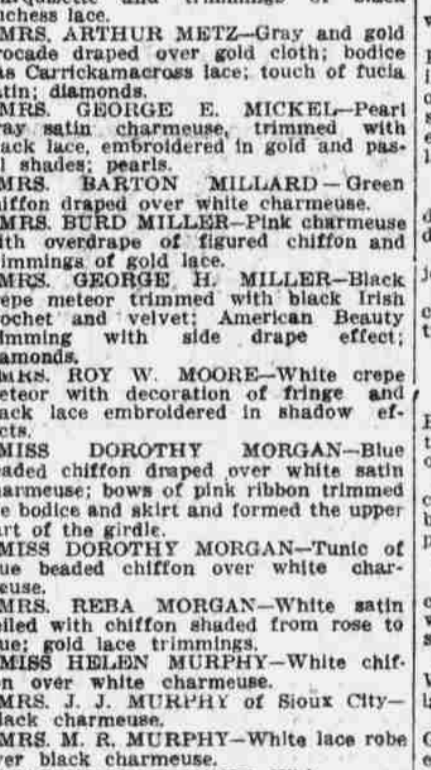 uchess lace.
MRS. ARTHUR METZ—Gray and gold
rocade draped over gold cloth; bodice
as Carrickamacross lace; touch of fucia
atin; diamonds.
MRS. GEORGE E. MICKEL—Pearl
ray satin charmeuse, trimmed with
ack lace, embroidered in gold and pas-
l shades; pearls.
MRS. BARTON MILLARD—Green
hiffon draped over white charmeuse.
MRS. BURD MILLER—Pink charmeuse
ith overdrape of figured chiffon and
immings of gold lace.
MRS. GEORGE H. MILLER—Black
repe meteor trimmed with black Irish
ochet and velvet; American Beauty
imming with side drape effect;
amonds.
MRS. ROY W. MOORE—White crepe
eteor with decoration of fringe and
ack lace embroidered in shadow ef-
cts.
MISS DOROTHY MORGAN—Blue
eaded chiffon draped over white satin
harmeuse; bows of pink ribbon trimmed
e bodice and skirt and formed the upper
art of the girdle.
MISS DOROTHY MORGAN—Tunic of
ue beaded chiffon over white char-
euse.
MRS. REBA MORGAN—White satin
eiled with chiffon shaded from rose to
ue; gold lace trimmings.
MISS HELEN MURPHY—White chif-
on over white charmeuse.
MRS. J. J. MURPHY of Sioux City—
lack charmeuse.
MRS. M. R. MURPHY—White lace robe
ver black charmeuse.